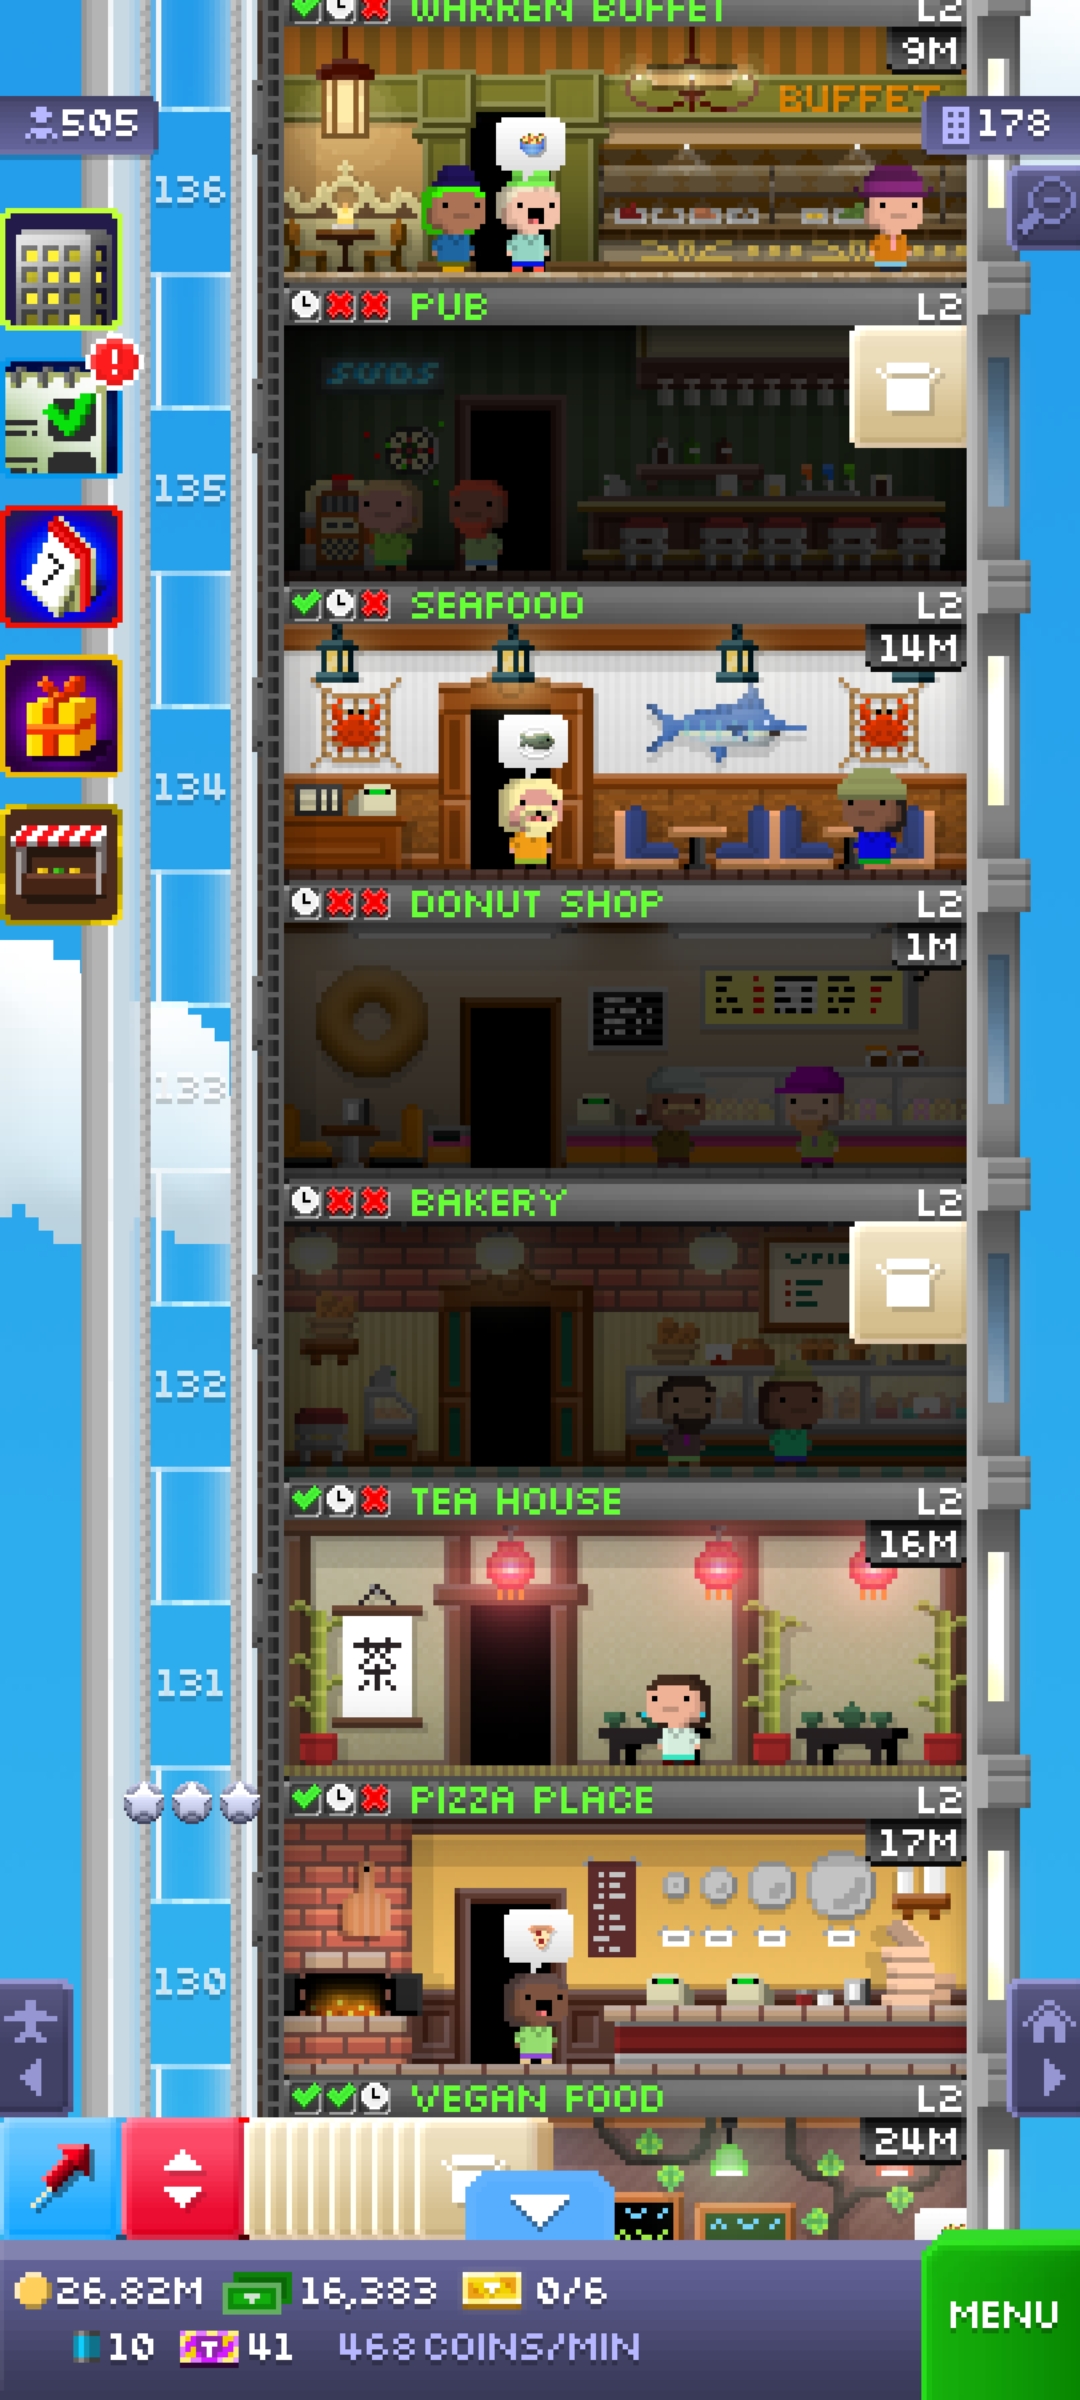 WARREN BUFFET L2
9M
BUFFET
505
178
136
PUB L2
SUDS
135
SEAFOOD L2
14M
134
DONUT SHOP L2
1M
133
BAKERY L2
132
TEA HOUSE L2
16M
茶
131
PIZZA PLACE L2
17M
130
VEGAN FOOD L2
24M
26.82M 16,383 0/6
10 41 468 COINS/MIN
MENU